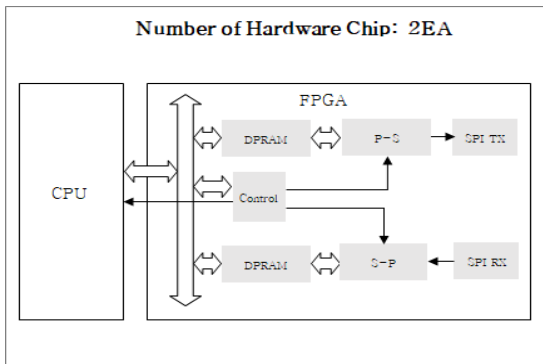 Number of Hardware Chip: 2EA
FPGA
DPRAM
P-S
SPI TX
CPU
Control
DPRAM
S-P
SPI RX